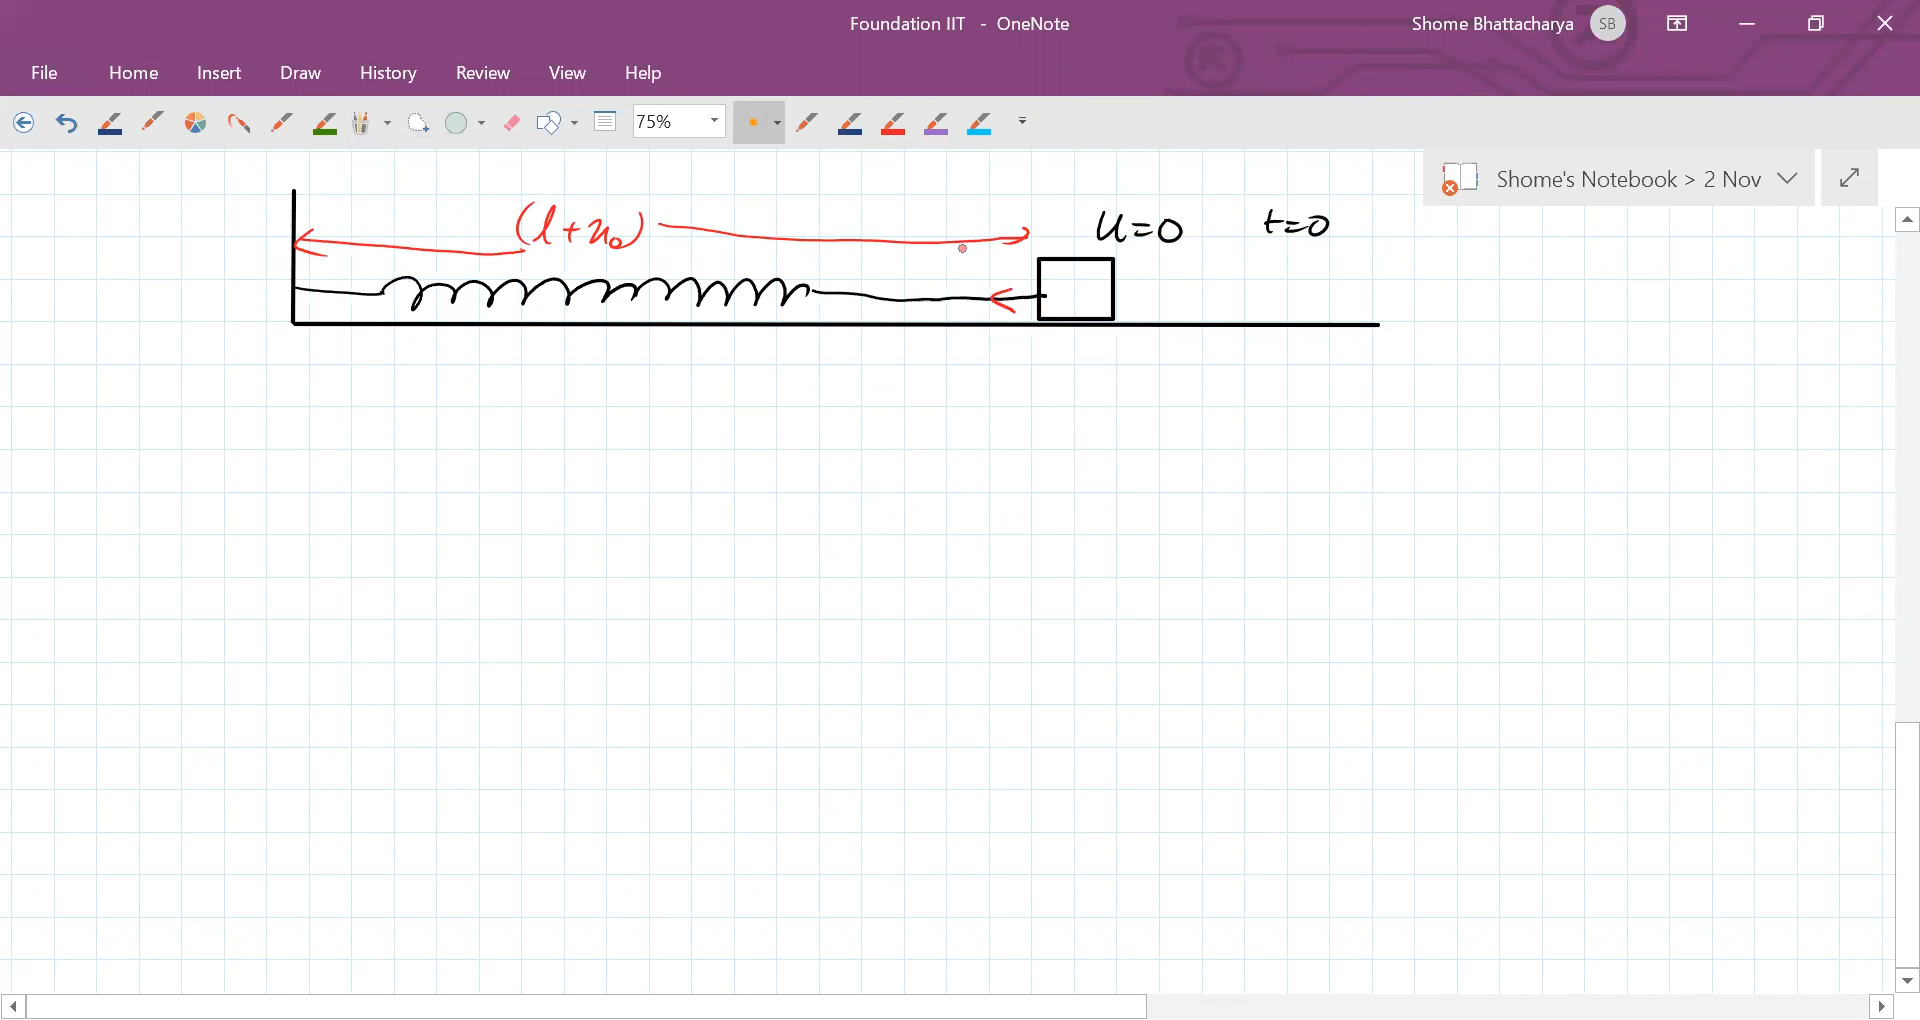 Foundation IIT - OneNote
Shome Bhattacharya SB
File Home Insert Draw History Review View Help
75%
Shome's Notebook > 2 Nov
(l+x₀)
u=0 t=0